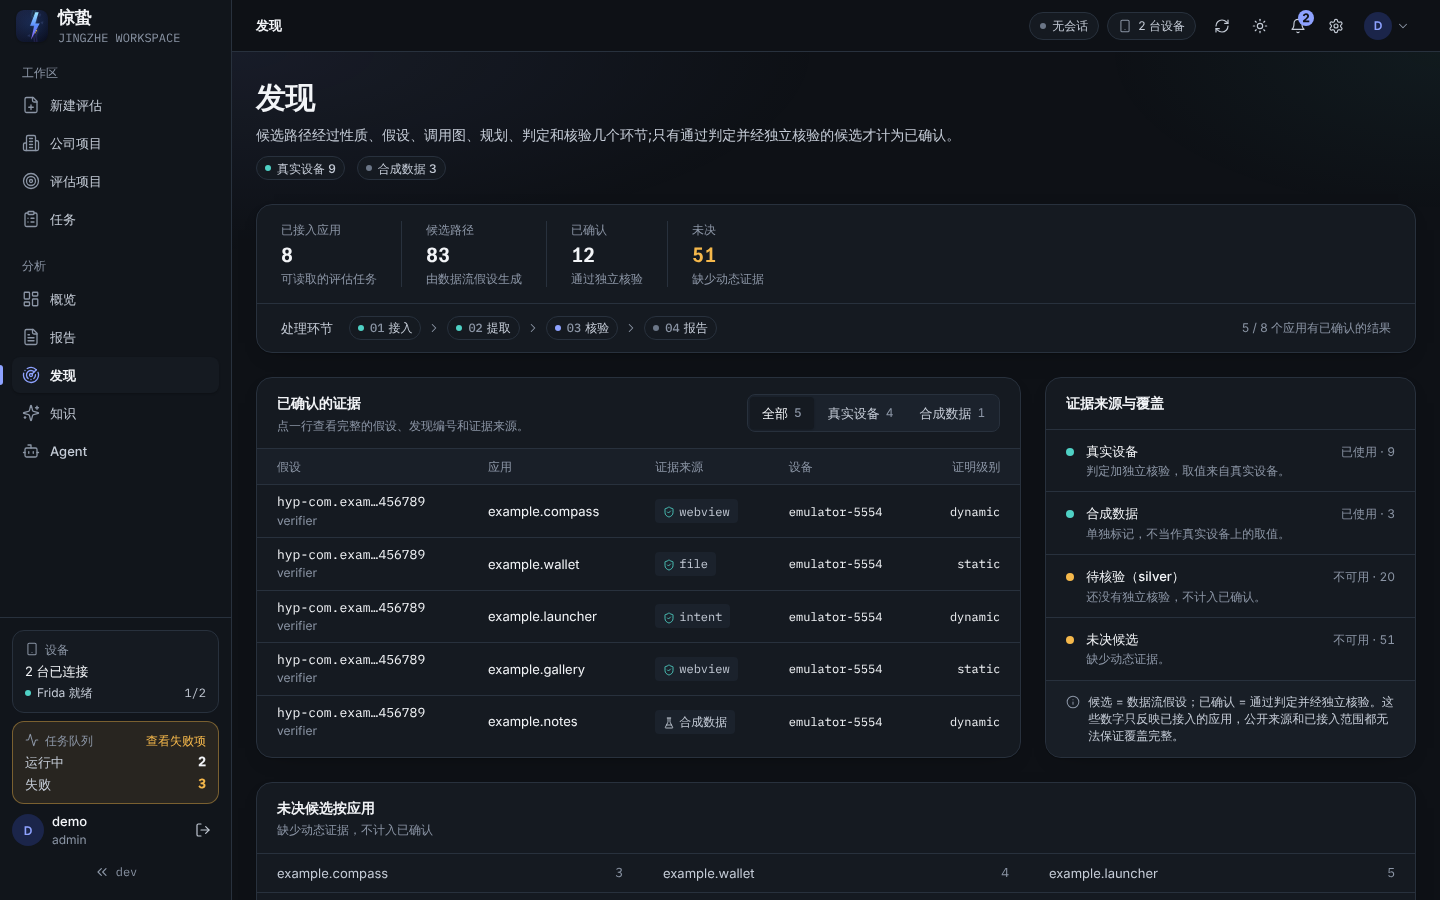 惊蛰
JINGZHE WORKSPACE
工作区
新建评估
公司项目
评估项目
任务
分析
概览
报告
发现
知识
Agent
设备
2 台已连接
Frida 就绪 1/2
任务队列 查看失败项
运行中 2
失败 3
D demo
admin
dev
发现 无会话 2 台设备 2 D
发现
候选路径经过性质、假设、调用图、规划、判定和核验几个环节;只有通过判定并经独立核验的候选才计为已确认。
真实设备 9 合成数据 3
已接入应用 候选路径 已确认 未决
8 83 12 51
可读取的评估任务 由数据流假设生成 通过独立核验 缺少动态证据
处理环节 01 接入 02 提取 03 核验 04 报告 5 / 8 个应用有已确认的结果
已确认的证据
点一行查看完整的假设、发现编号和证据来源。
全部 5 真实设备 4 合成数据 1
假设 应用 证据来源 设备 证明级别
hyp-com.exam…456789
verifier
example.compass webview emulator-5554 dynamic
hyp-com.exam…456789
verifier
example.wallet file emulator-5554 static
hyp-com.exam…456789
verifier
example.launcher intent emulator-5554 dynamic
hyp-com.exam…456789
verifier
example.gallery webview emulator-5554 static
hyp-com.exam…456789
verifier
example.notes 合成数据 emulator-5554 dynamic
证据来源与覆盖
真实设备 已使用 · 9
判定加独立核验，取值来自真实设备。
合成数据 已使用 · 3
单独标记，不当作真实设备上的取值。
待核验（silver） 不可用 · 20
还没有独立核验，不计入已确认。
未决候选 不可用 · 51
缺少动态证据。
候选 = 数据流假设；已确认 = 通过判定并经独立核验。这
些数字只反映已接入的应用，公开来源和已接入范围都无
法保证覆盖完整。
未决候选按应用
缺少动态证据，不计入已确认
example.compass 3 example.wallet 4 example.launcher 5